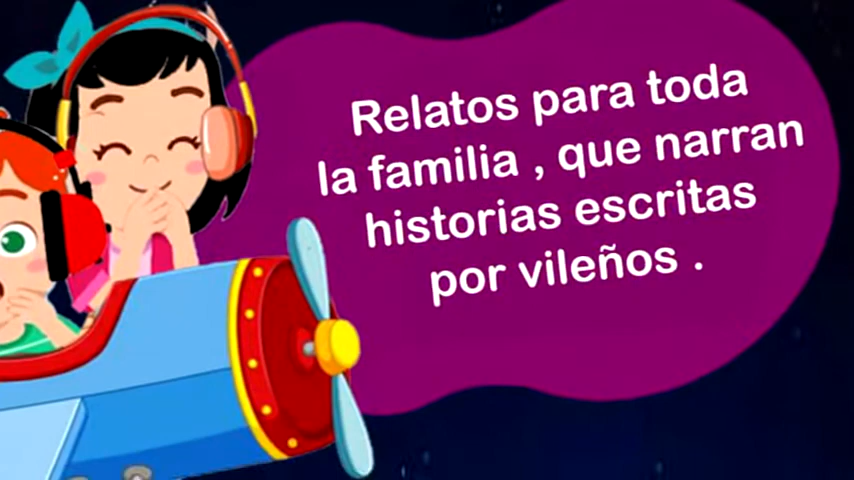 Relatos para toda
la familia , que narran
historias escritas
por vileños .